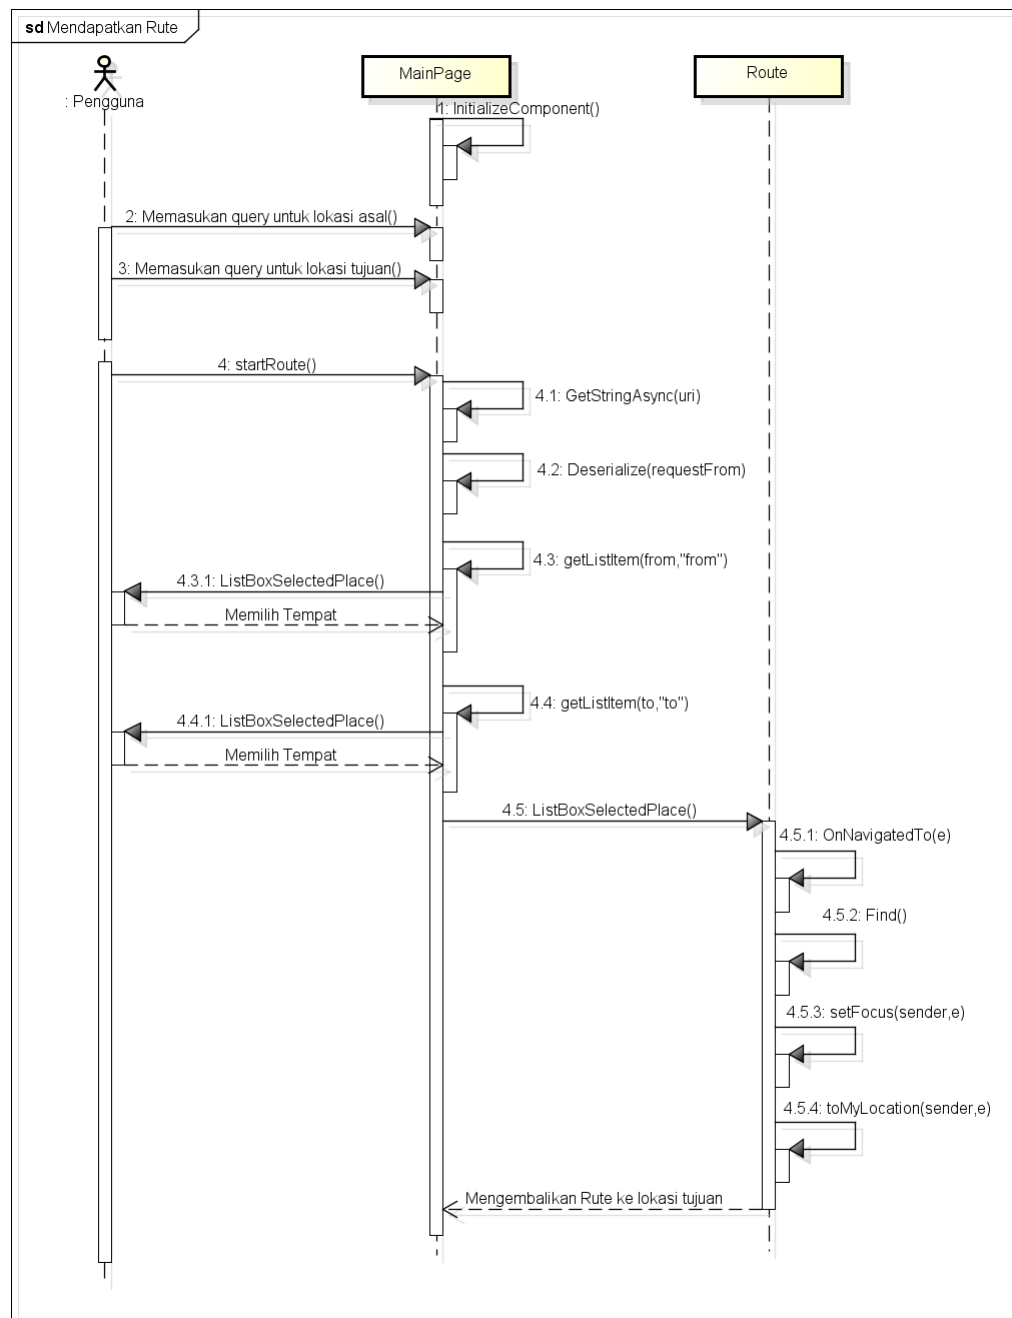 sd Mendapatkan Rute
MainPage
Route
: Pengguna
1: InitializeComponent()
2: Memasukan query untuk lokasi asal()
3: Memasukan query untuk lokasi tujuan()
4: startRoute()
4.1: GetStringAsync(uri)
4.2: Deserialize(requestFrom)
4.3: getListItem(from,"from")
4.3.1: ListBoxSelectedPlace()
Memilih Tempat
4.4: getListItem(to,"to")
4.4.1: ListBoxSelectedPlace()
Memilih Tempat
4.5: ListBoxSelectedPlace()
4.5.1: OnNavigatedTo(e)
4.5.2: Find()
4.5.3: setFocus(sender,e)
4.5.4: toMyLocation(sender,e)
Mengembalikan Rute ke lokasi tujuan